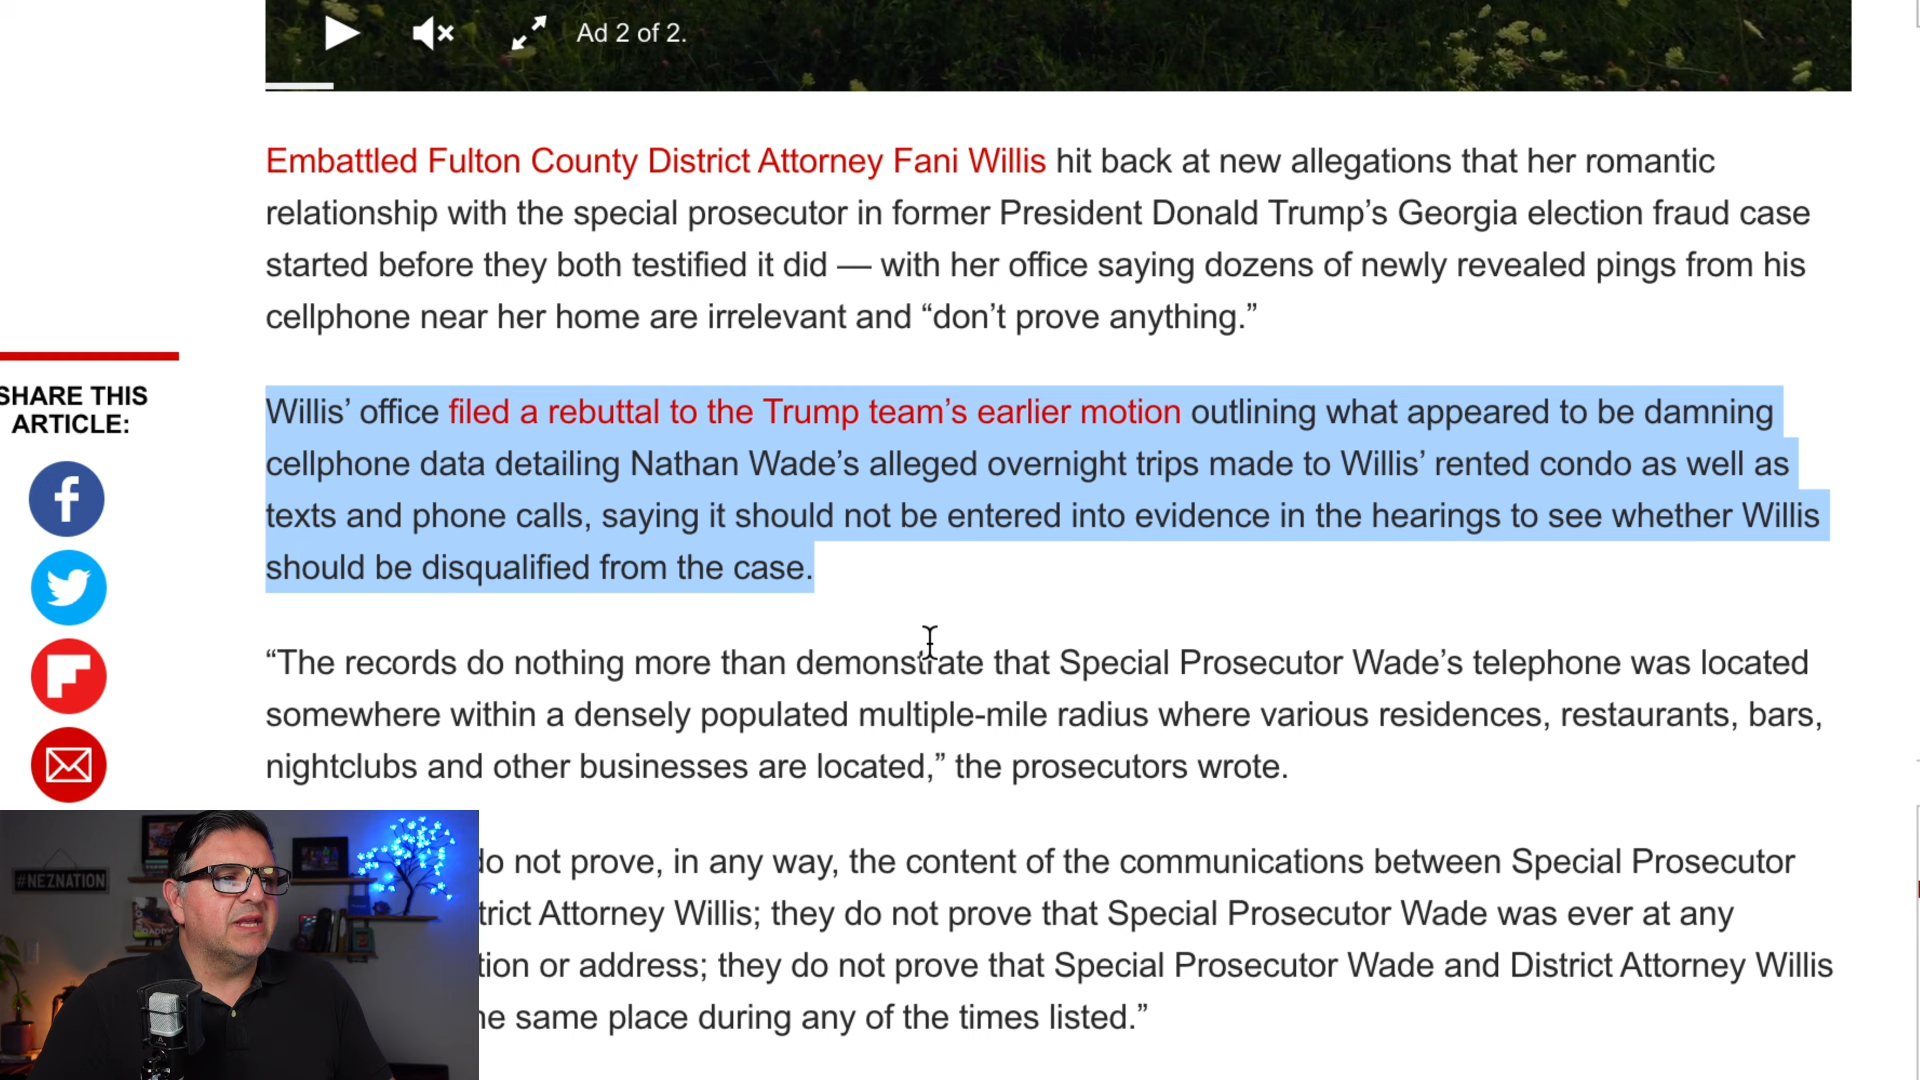 Ad 2 of 2.
Embattled Fulton County District Attorney Fani Willis hit back at new allegations that her romantic
relationship with the special prosecutor in former President Donald Trump’s Georgia election fraud case
started before they both testified it did — with her office saying dozens of newly revealed pings from his
cellphone near her home are irrelevant and “don’t prove anything.”
SHARE THIS
ARTICLE:
Willis’ office filed a rebuttal to the Trump team’s earlier motion outlining what appeared to be damning
cellphone data detailing Nathan Wade’s alleged overnight trips made to Willis’ rented condo as well as
texts and phone calls, saying it should not be entered into evidence in the hearings to see whether Willis
should be disqualified from the case.
“The records do nothing more than demonstrate that Special Prosecutor Wade’s telephone was located
somewhere within a densely populated multiple-mile radius where various residences, restaurants, bars,
nightclubs and other businesses are located,” the prosecutors wrote.
do not prove, in any way, the content of the communications between Special Prosecutor
trict Attorney Willis; they do not prove that Special Prosecutor Wade was ever at any
tion or address; they do not prove that Special Prosecutor Wade and District Attorney Willis
he same place during any of the times listed.”
#NEZNATION